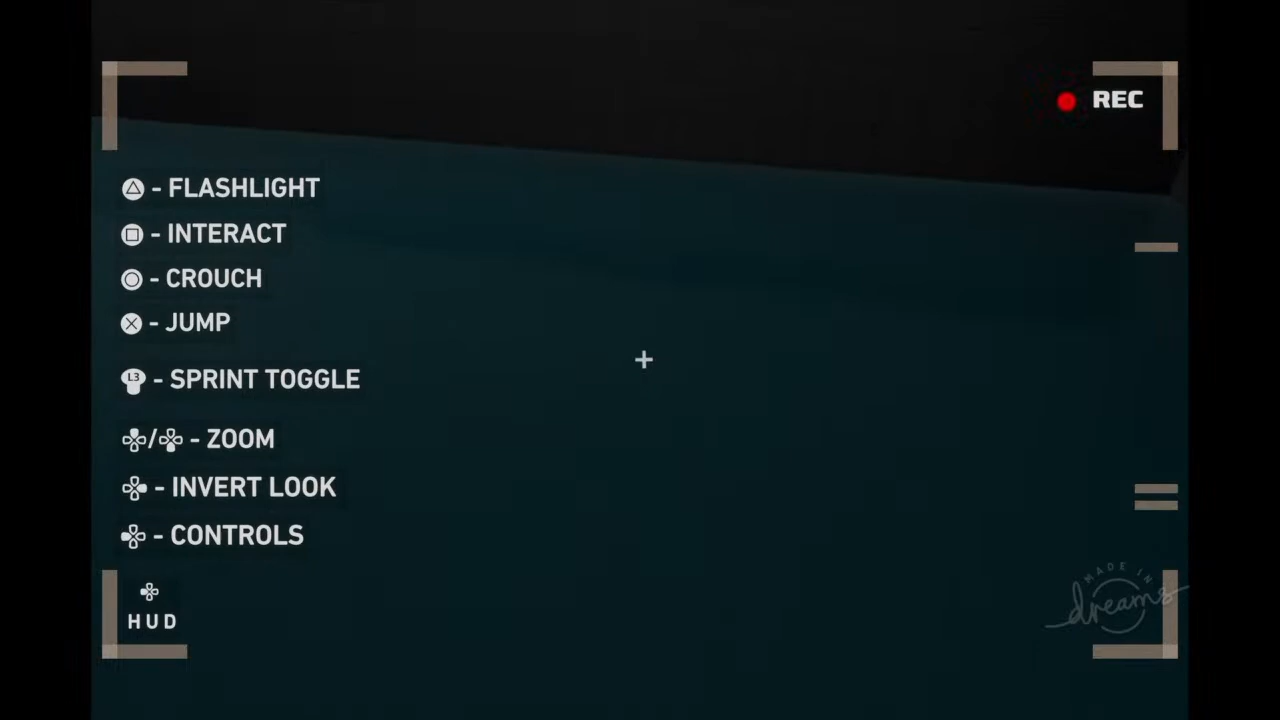 REC
- FLASHLIGHT
- INTERACT
- CROUCH
- JUMP
L3 - SPRINT TOGGLE
/ - ZOOM
- INVERT LOOK
- CONTROLS
HUD
MADE IN
dreams